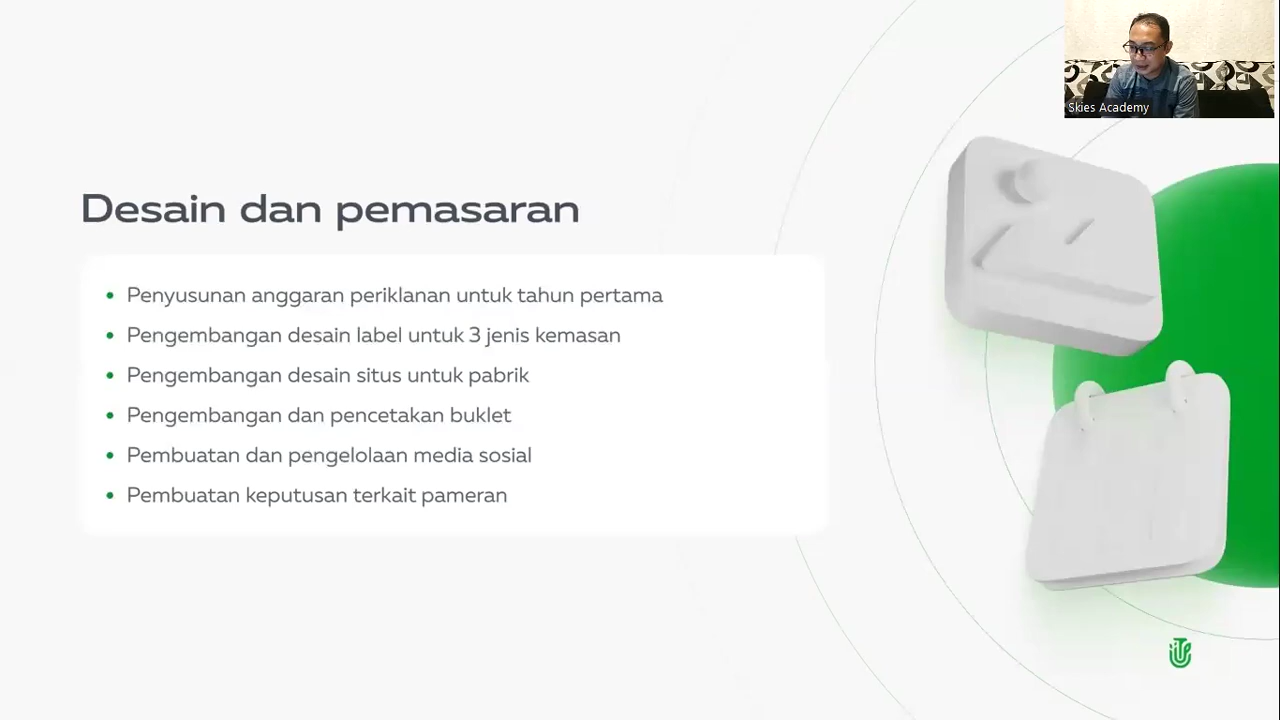 Skies Academy
Desain dan pemasaran
Penyusunan anggaran periklanan untuk tahun pertama
Pengembangan desain label untuk 3 jenis kemasan
Pengembangan desain situs untuk pabrik
Pengembangan dan pencetakan buklet
Pembuatan dan pengelolaan media sosial
Pembuatan keputusan terkait pameran